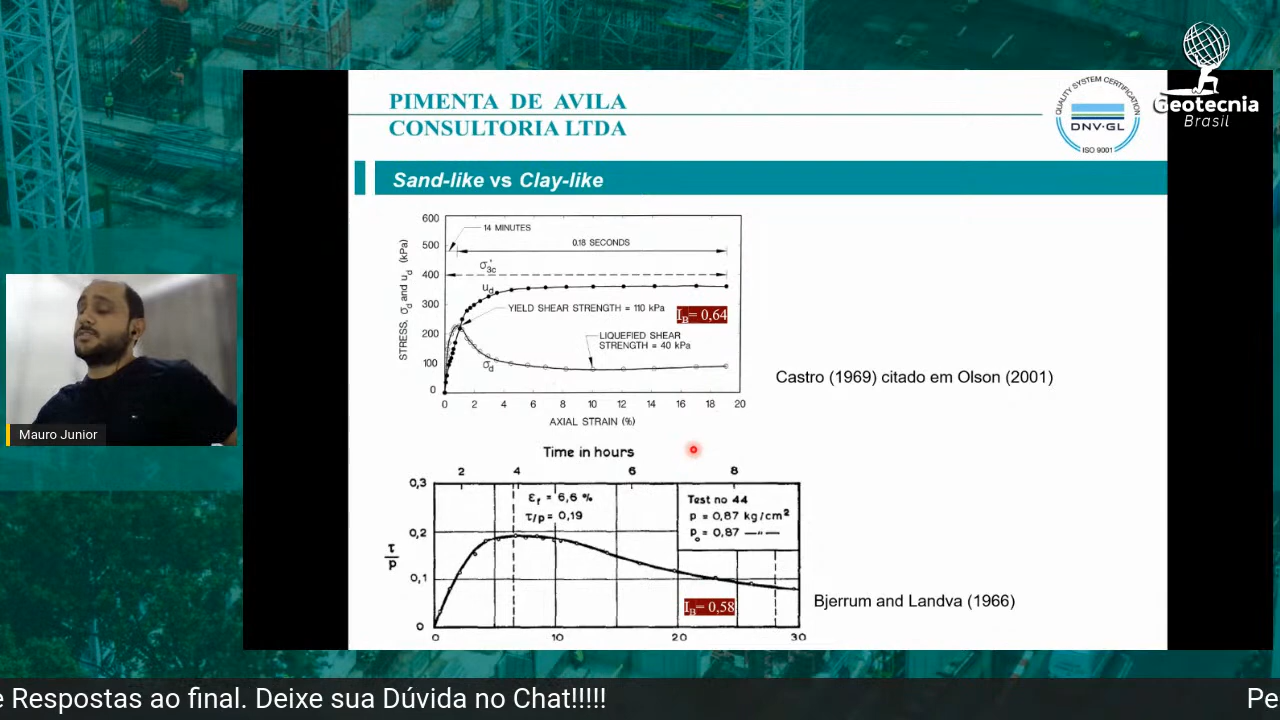 Geotecnia
Brasil
PIMENTA DE AVILA
CONSULTORIA LTDA
QUALITY SYSTEM CERTIFICATION
DNV·GL
ISO 9001
Sand-like vs Clay-like
600
500
400
300
200
100
0
STRESS, σd and ud (kPa)
14 MINUTES
0.18 SECONDS
σ'3c
ud
YIELD SHEAR STRENGTH = 110 kPa
IB= 0,64
LIQUEFIED SHEAR
STRENGTH = 40 kPa
σd
0 2 4 6 8 10 12 14 16 18 20
AXIAL STRAIN (%)
Castro (1969) citado em Olson (2001)
Time in hours
2 4 6 8
0,3
0,2
0,1
0
τ/p
εf = 6,6 %
τ/p = 0,19
Test no 44
p = 0,87 kg/cm²
p₀ = 0,87 —〃—
IB= 0,58
0 10 20 30
Bjerrum and Landva (1966)
Mauro Junior
e Respostas ao final. Deixe sua Dúvida no Chat!!!!!
Pe